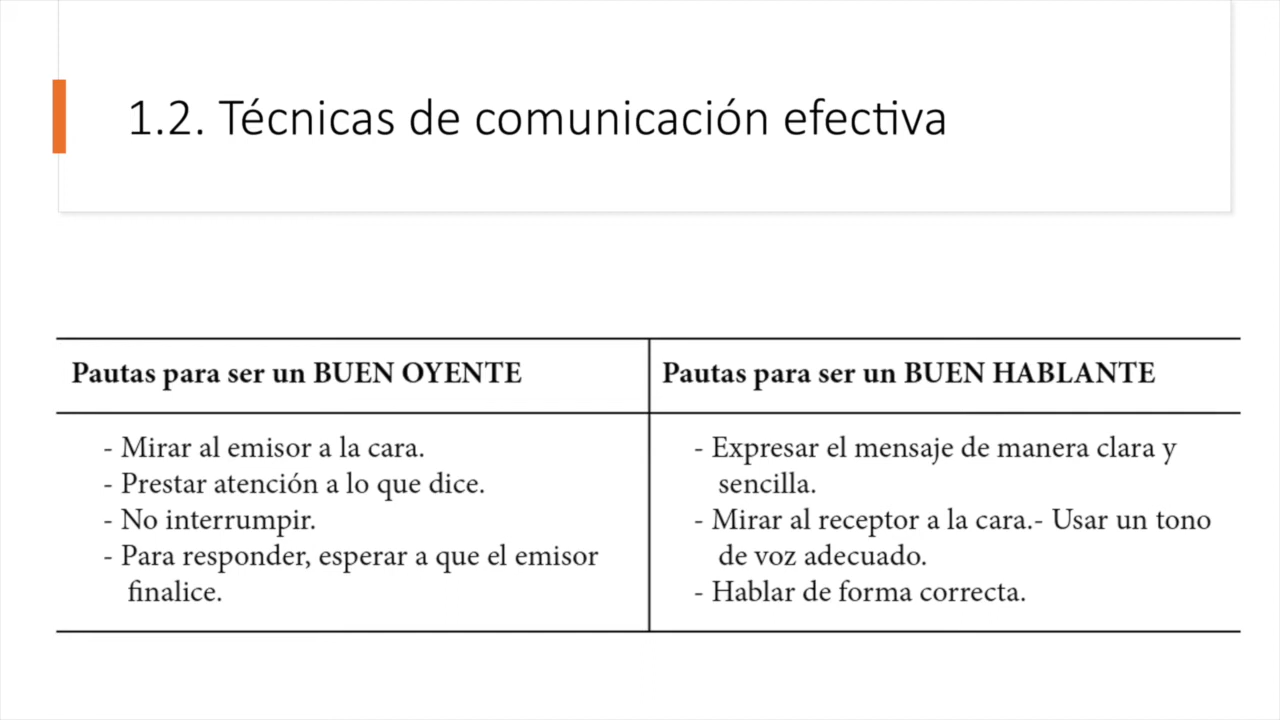 1.2. Técnicas de comunicación efectiva
Pautas para ser un BUEN OYENTE
- Mirar al emisor a la cara.
- Prestar atención a lo que dice.
- No interrumpir.
- Para responder, esperar a que el emisor
finalice.
Pautas para ser un BUEN HABLANTE
- Expresar el mensaje de manera clara y
sencilla.
- Mirar al receptor a la cara.- Usar un tono
de voz adecuado.
- Hablar de forma correcta.